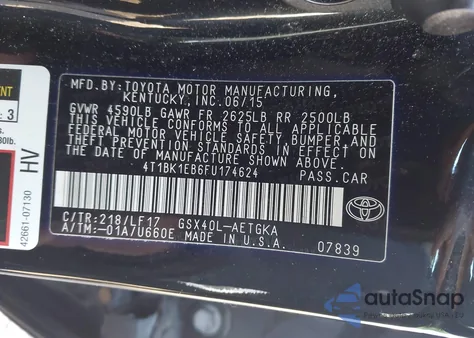 MFD.BY:TOYOTA MOTOR MANUFACTURING,
KENTUCKY, INC. 06/15
GVWR 4590LB GAWR FR 2625LB RR 2500LB
THIS VEHICLE CONFORMS TO ALL APPLICABLE
FEDERAL MOTOR VEHICLE SAFETY, BUMPER, AND
THEFT PREVENTION STANDARDS IN EFFECT ON
THE DATE OF MANUFACTURE SHOWN ABOVE.
4T1BK1EB6FU174624 PASS.CAR
C/TR:218/LF17 GSX40L-AETGKA
A/TM:-01A/U660E MADE IN U.S.A. 07839
TOYOTA
3
HV
42661-07130
autoSnap